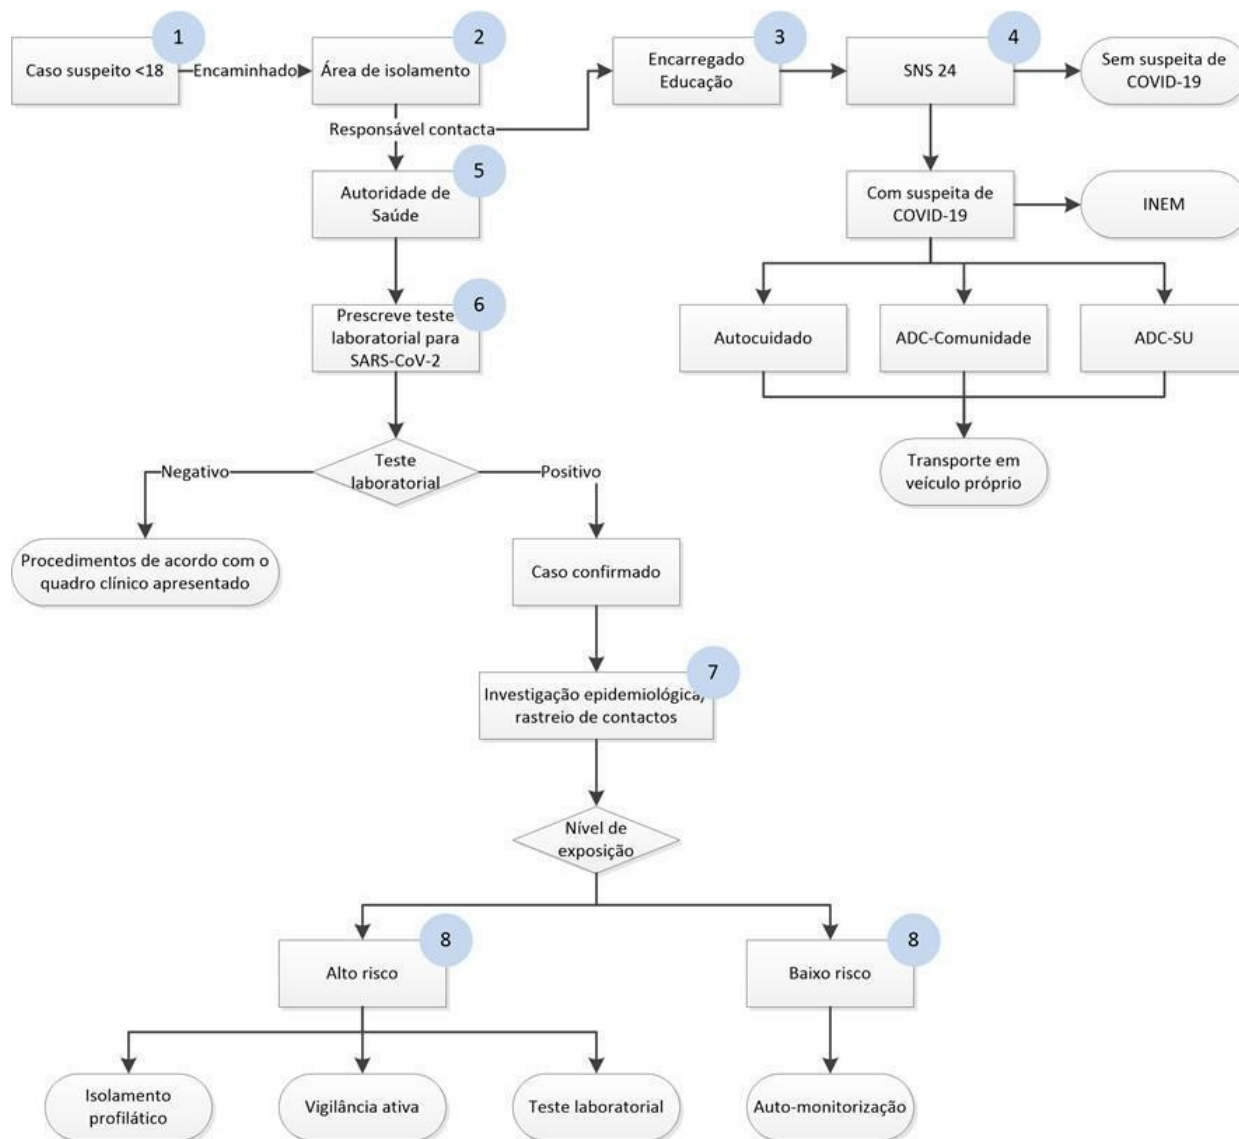 1
Caso suspeito <18
Encaminhado
2
Área de isolamento
3
Encarregado
Educação
4
SNS 24
Sem suspeita de
COVID-19
Responsável contacta
5
Autoridade de
Saúde
Com suspeita de
COVID-19
INEM
6
Prescreve teste
laboratorial para
SARS-CoV-2
Autocuidado
ADC-Comunidade
ADC-SU
Transporte em
veículo próprio
Negativo
Teste
laboratorial
Positivo
Procedimentos de acordo com o
quadro clínico apresentado
Caso confirmado
7
Investigação epidemiológica/
rastreio de contactos
Nível de
exposição
8
Alto risco
8
Baixo risco
Isolamento
profilático
Vigilância ativa
Teste laboratorial
Auto-monitorização